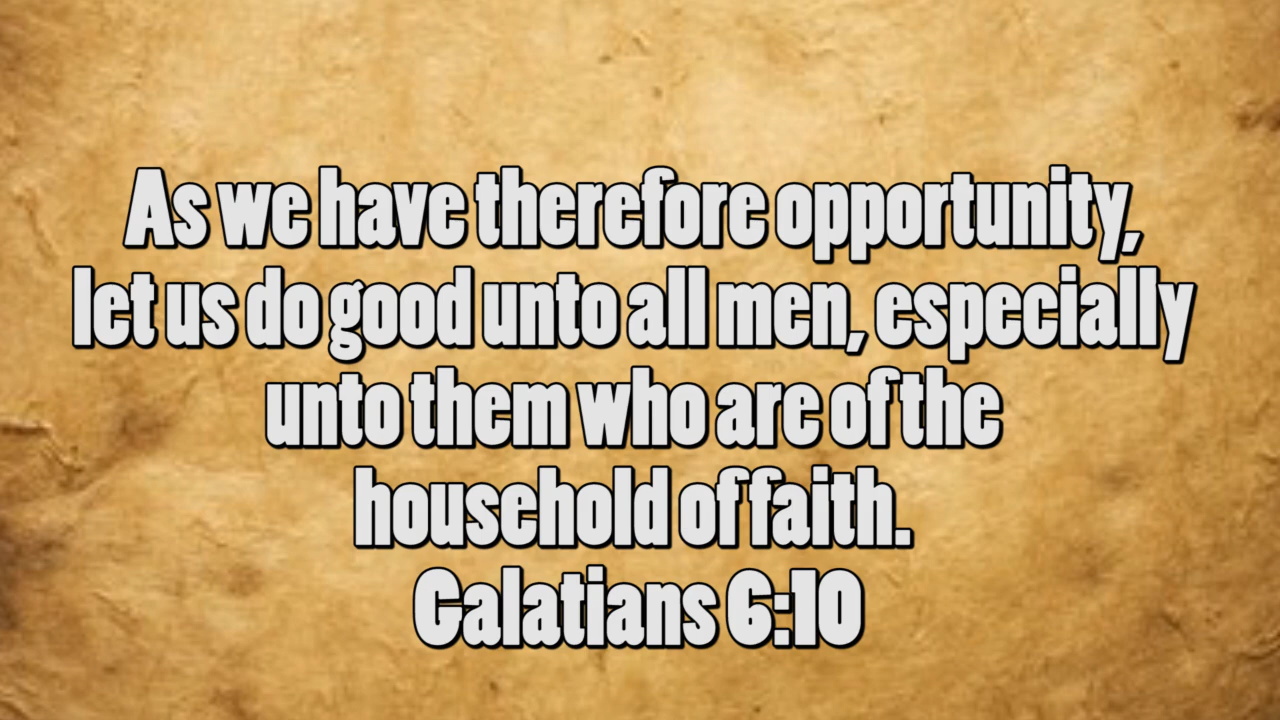 As we have therefore opportunity,
let us do good unto all men, especially
unto them who are of the
household of faith.
Galatians 6:10